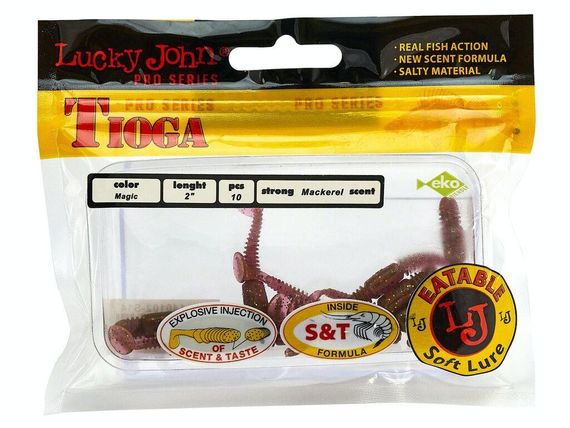 Lucky John®
PRO SERIES
• REAL FISH ACTION
• NEW SCENT FORMULA
• SALTY MATERIAL
PRO SERIES
PRO SERIES
TIOGA
color
Magic
lenght
2"
pcs
10
strong Mackerel scent
eko
EXPLOSIVE INJECTION
OF
SCENT & TASTE
INSIDE
S&T
FORMULA
EATABLE
LJ
LJ
LJ
Soft Lure